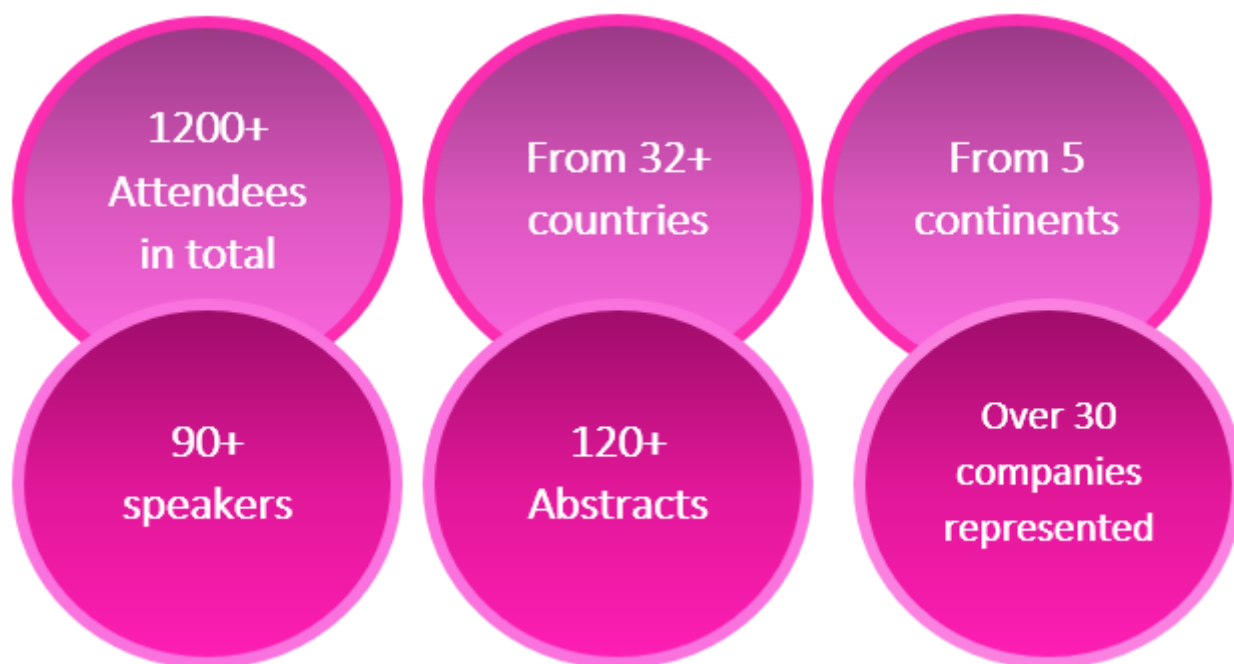 1200+
Attendees
in total
From 32+
countries
From 5
continents
90+
speakers
120+
Abstracts
Over 30
companies
represented